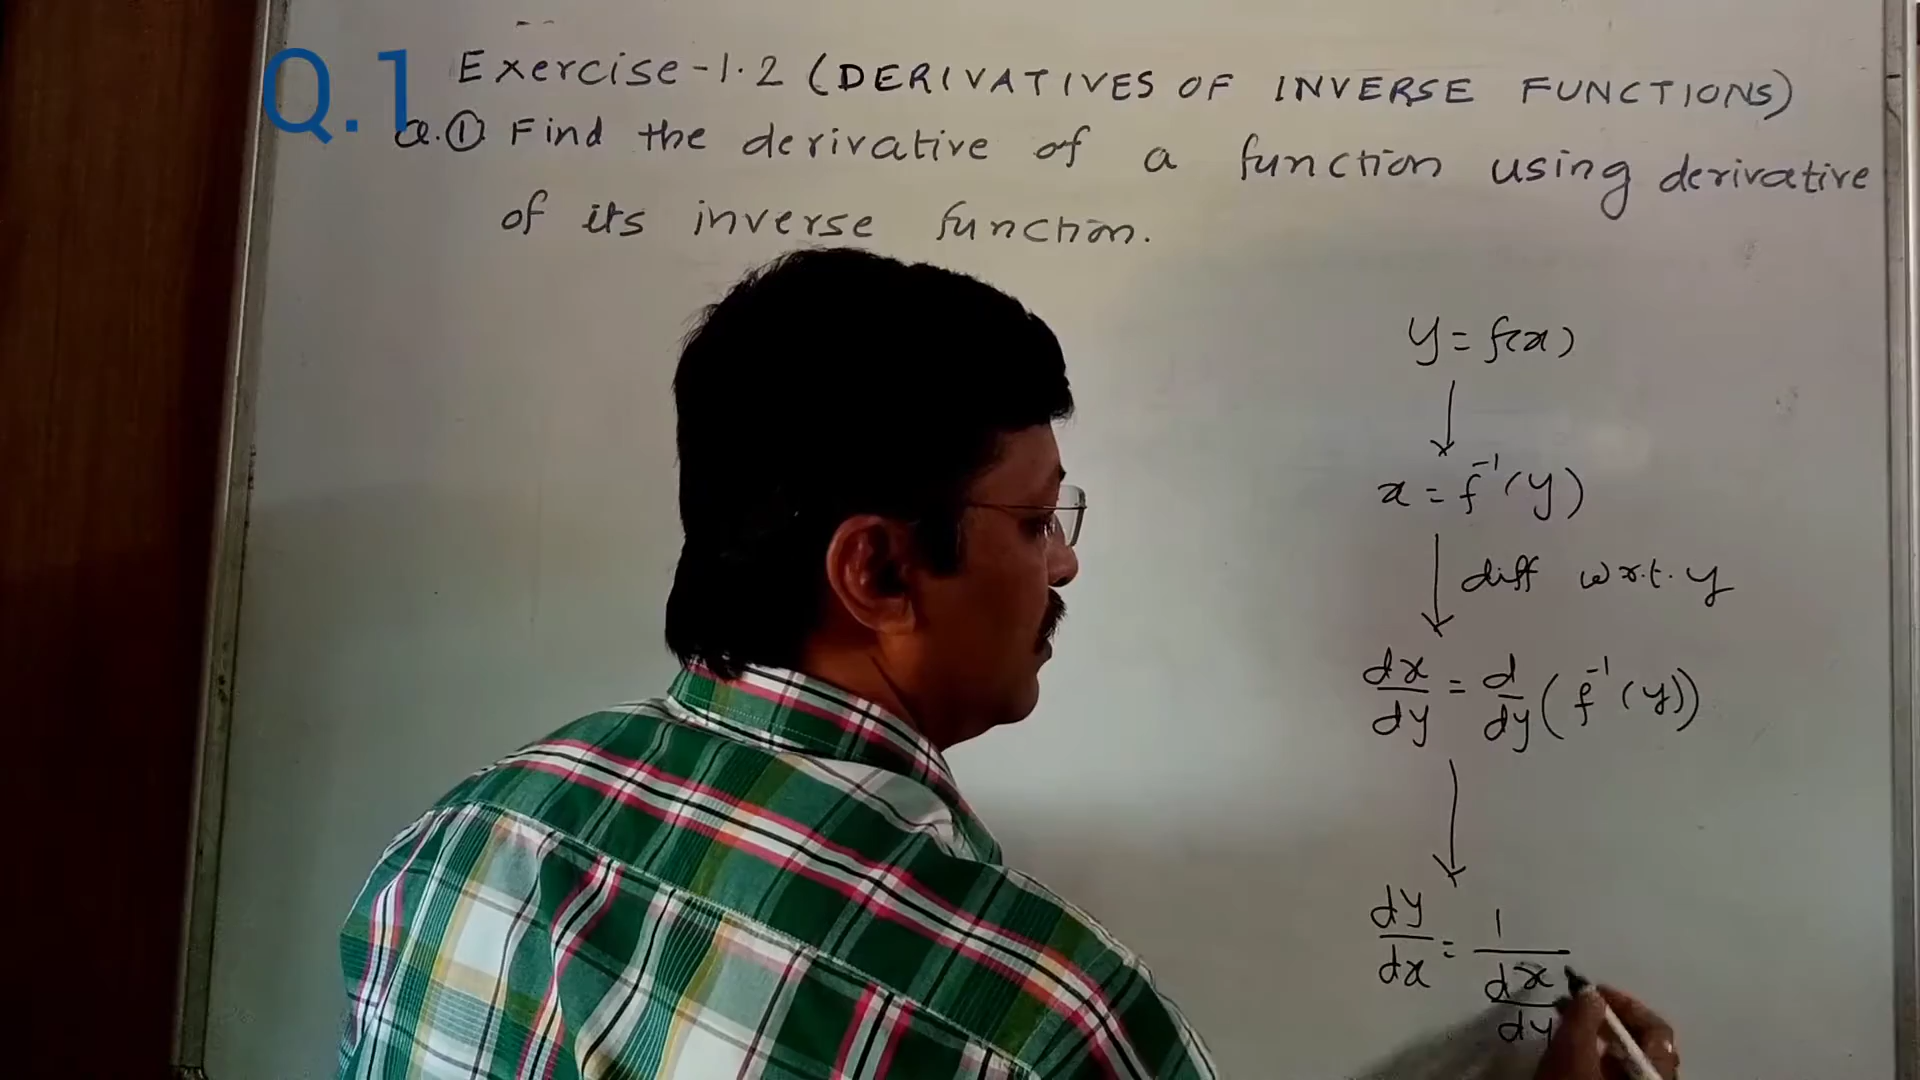 Q.1
Exercise-1.2 (DERIVATIVES OF INVERSE FUNCTIONS)
Q.① Find the derivative of a function using derivative
of its inverse function.
y = f(x)
x = f⁻¹(y)
diff w.r.t. y
dx/dy = d/dy (f⁻¹(y))
dy/dx = 1/(dx/dy)